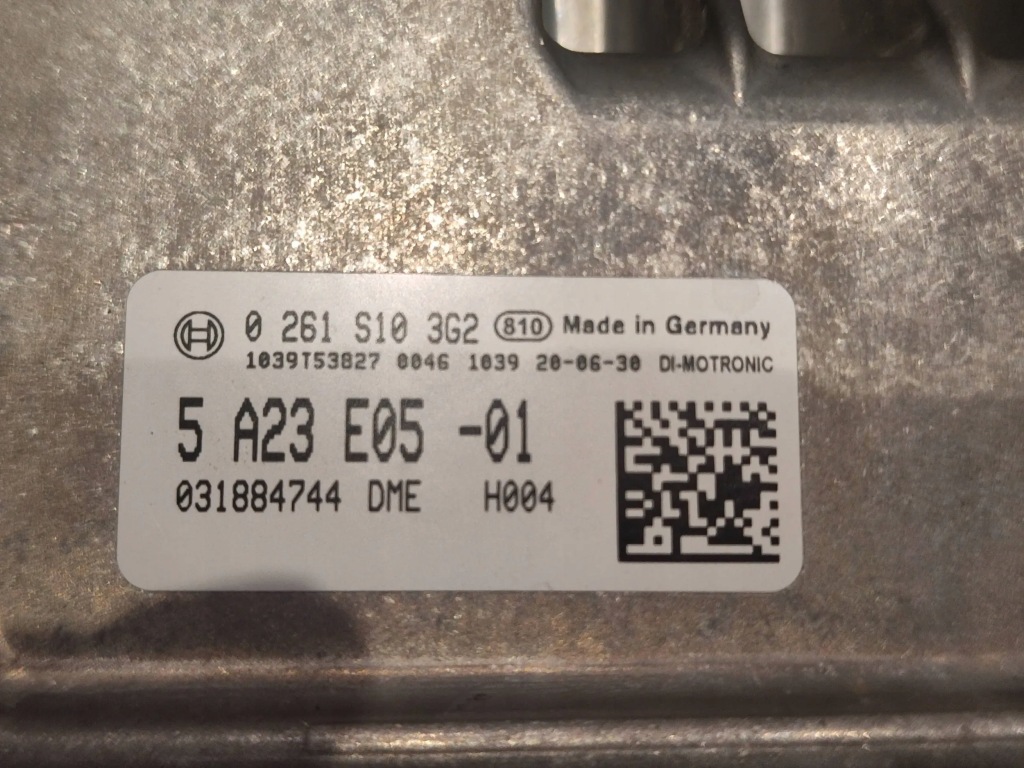 0 261 S10 3G2 810 Made in Germany
1039T53827 0046 1039 20-06-30 DI-MOTRONIC
5 A23 E05 -01
031884744 DME H004